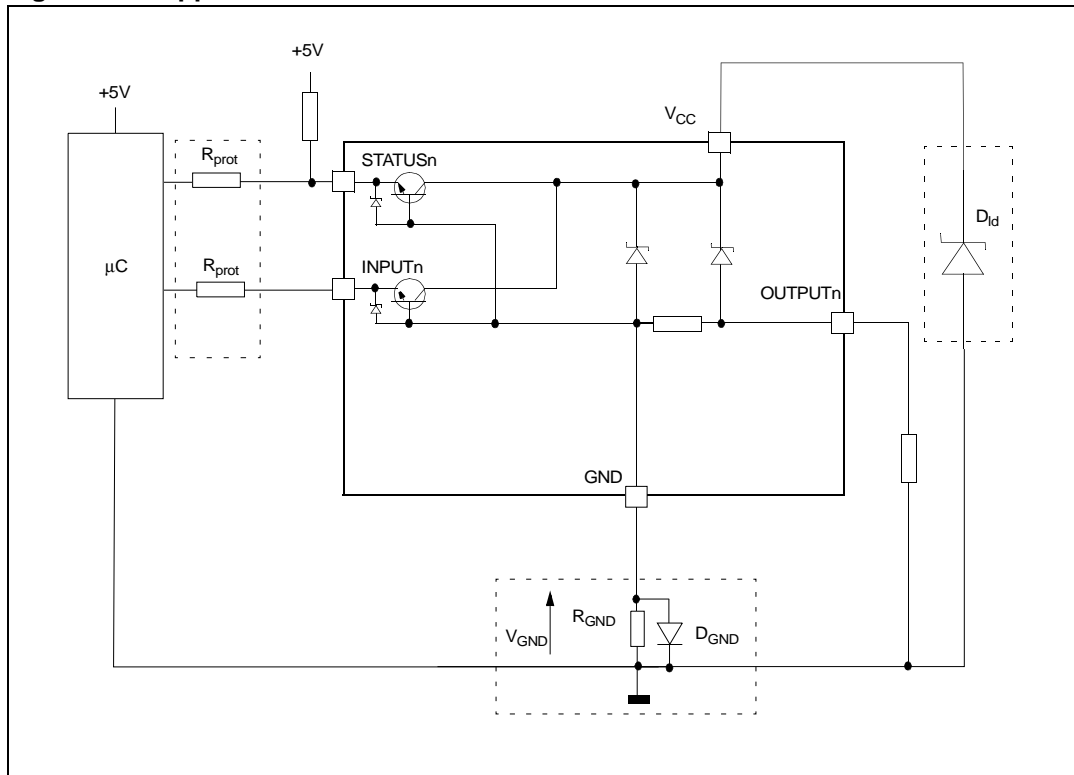 +5V
+5V
V_CC
R_prot
STATUSn
D_ld
μC
R_prot
INPUTn
OUTPUTn
GND
R_GND
V_GND
D_GND